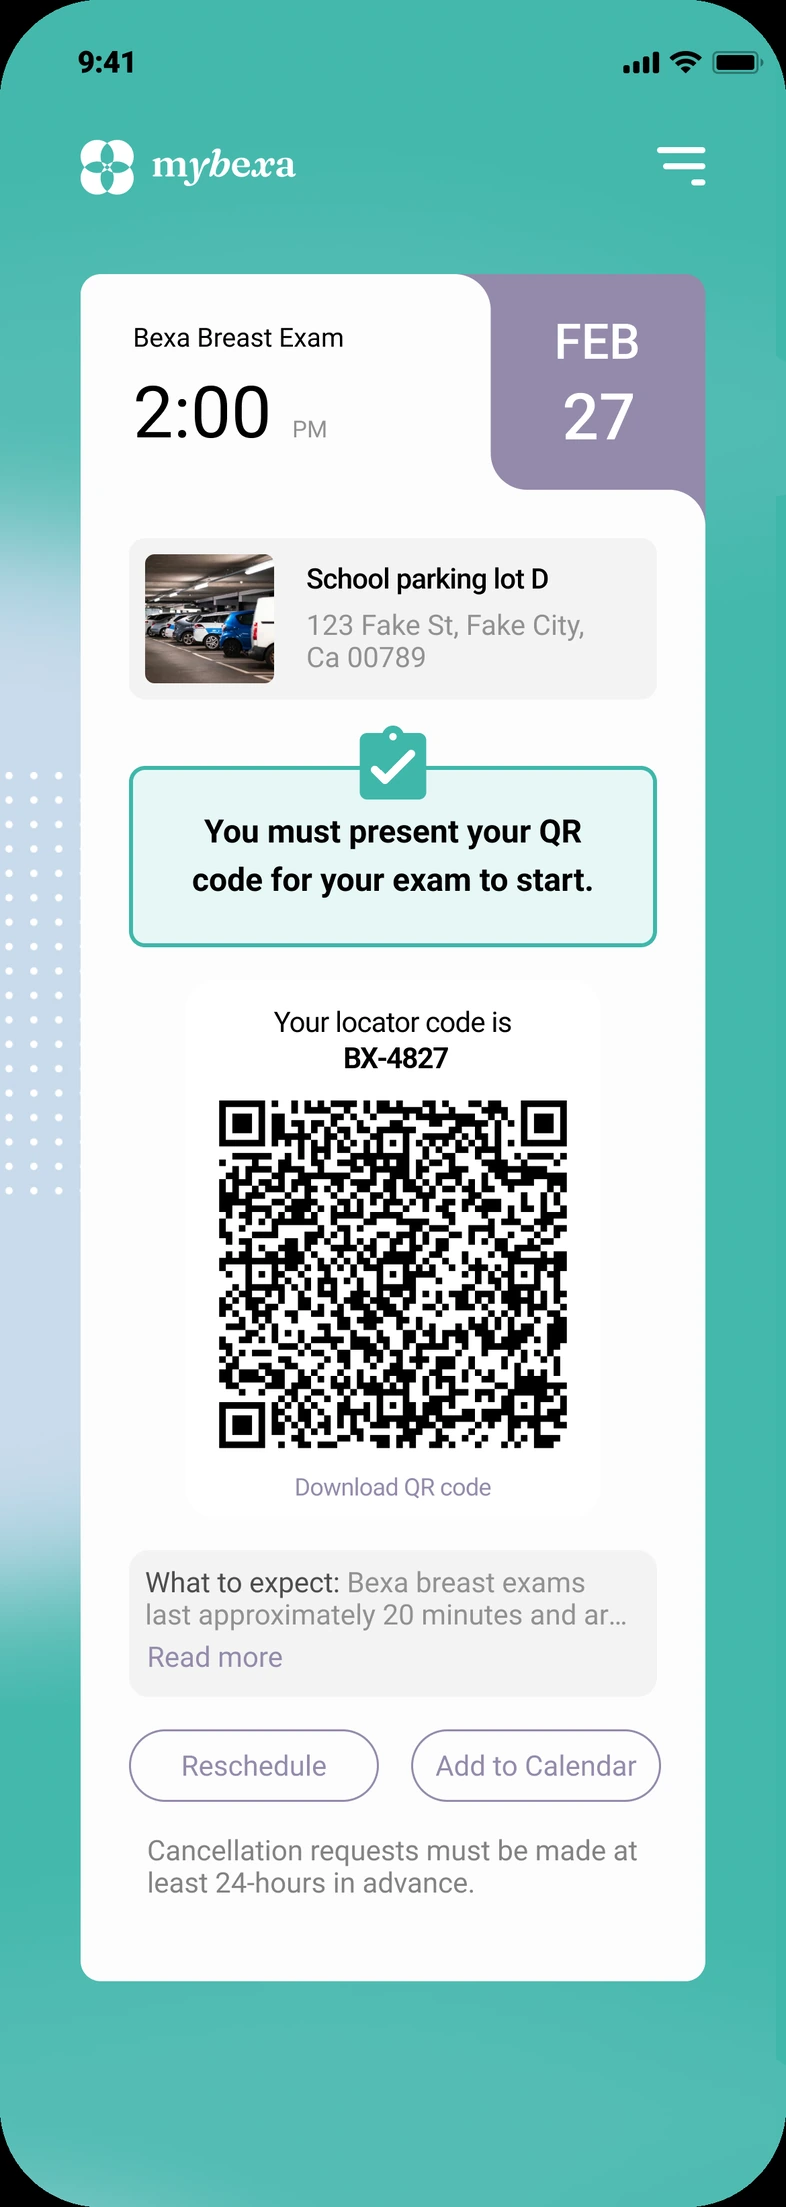 9:41
mybexa
Bexa Breast Exam
2:00 PM
FEB
27
School parking lot D
123 Fake St, Fake City,
Ca 00789
You must present your QR
code for your exam to start.
Your locator code is
BX-4827
Download QR code
What to expect: Bexa breast exams
last approximately 20 minutes and ar...
Read more
Reschedule
Add to Calendar
Cancellation requests must be made at
least 24-hours in advance.